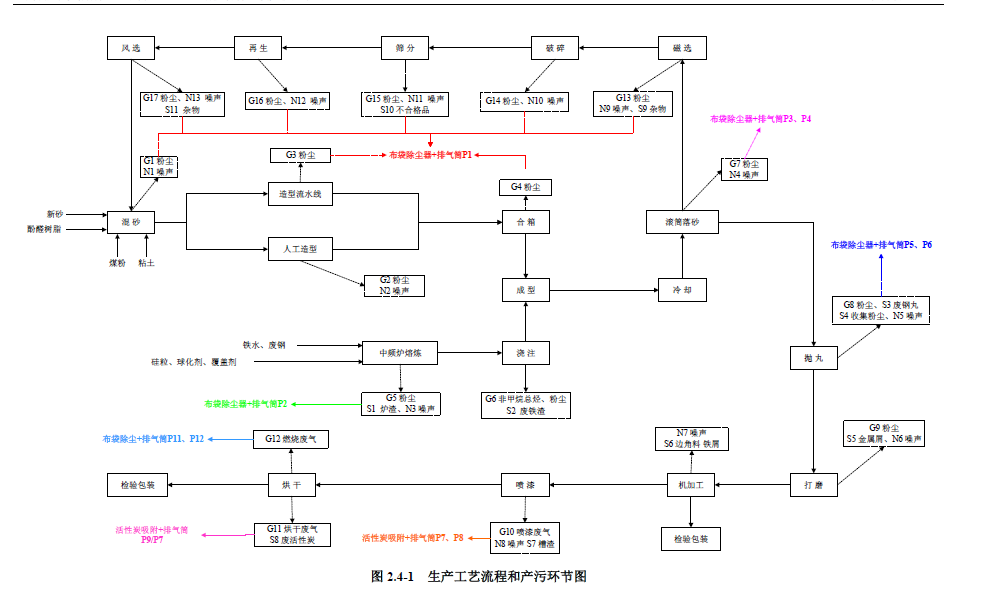 风选
再生
筛分
破碎
磁选
G17 粉尘、N13 噪声
S11 杂物
G16 粉尘、N12 噪声
G15 粉尘、N11 噪声
S10 不合格品
G14 粉尘、N10 噪声
G13 粉尘
N9 噪声、S9 杂物
布袋除尘器+排气筒P3、P4
G3 粉尘
布袋除尘器+排气筒P1
G1 粉尘
N1 噪声
G7 粉尘
N4 噪声
造型流水线
G4 粉尘
新砂
酚醛树脂
混砂
合箱
滚筒落砂
煤粉
粘土
人工造型
布袋除尘器+排气筒P5、P6
G2 粉尘
N2 噪声
成型
冷却
G8 粉尘、S3 废钢丸
S4 收集粉尘、N5 噪声
铁水、废钢
硅粒、球化剂、覆盖剂
中频炉熔炼
浇注
抛丸
布袋除尘器+排气筒P2
G5 粉尘
S1 炉渣、N3 噪声
G6 非甲烷总烃、粉尘
S2 废铁渣
布袋除尘+排气筒P11、P12
G12 燃烧废气
N7 噪声
S6 边角料 铁屑
G9 粉尘
S5 金属屑、N6 噪声
检验包装
烘干
喷漆
机加工
打磨
活性炭吸附+排气筒
P9/P7
G11 烘干废气
S8 废活性炭
活性炭吸附+排气筒P7、P8
G10 喷漆废气
N8 噪声 S7 槽渣
检验包装
图 2.4-1 生产工艺流程和产污环节图